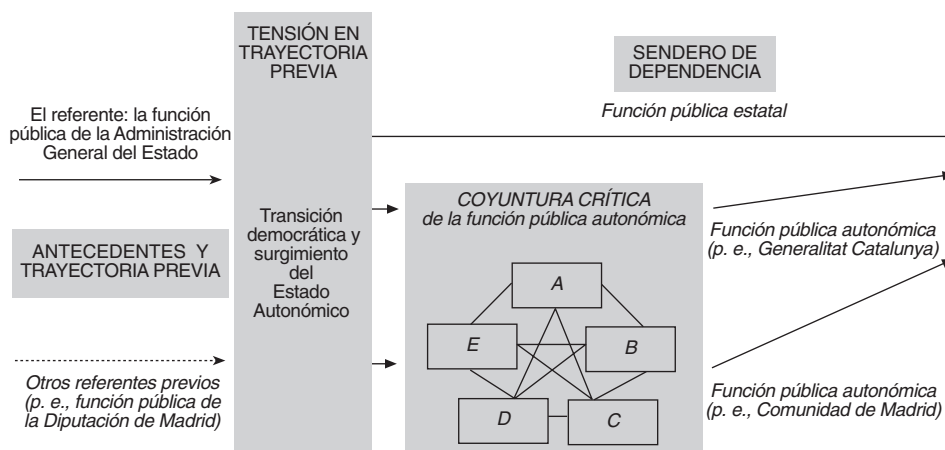 TENSIÓN EN
TRAYECTORIA
PREVIA
SENDERO DE
DEPENDENCIA
El referente: la función
pública de la Administración
General del Estado
Función pública estatal
ANTECEDENTES Y
TRAYECTORIA PREVIA
Transición
democrática y
surgimiento
del
Estado
Autonómico
COYUNTURA CRÍTICA
de la función pública autonómica
A
E
B
D
C
Función pública autonómica
(p. e., Generalitat Catalunya)
Otros referentes previos
(p. e., función pública de
la Diputación de Madrid)
Función pública autonómica
(p. e., Comunidad de Madrid)